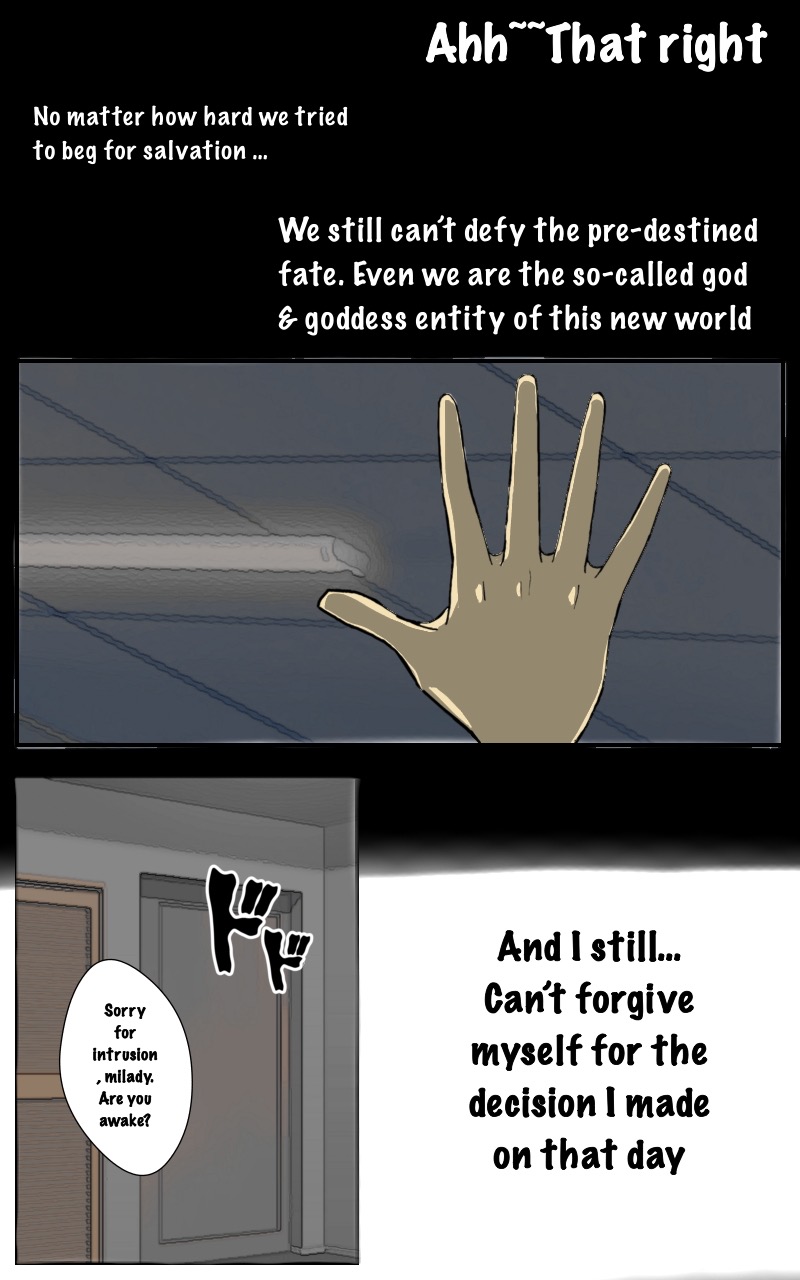 Ahh~~That right
No matter how hard we tried
to beg for salvation ...
We still can't defy the pre-destined
fate. Even we are the so-called god
& goddess entity of this new world
ドド
Sorry
for
intrusion
, milady.
Are you
awake?
And I still...
Can't forgive
myself for the
decision I made
on that day